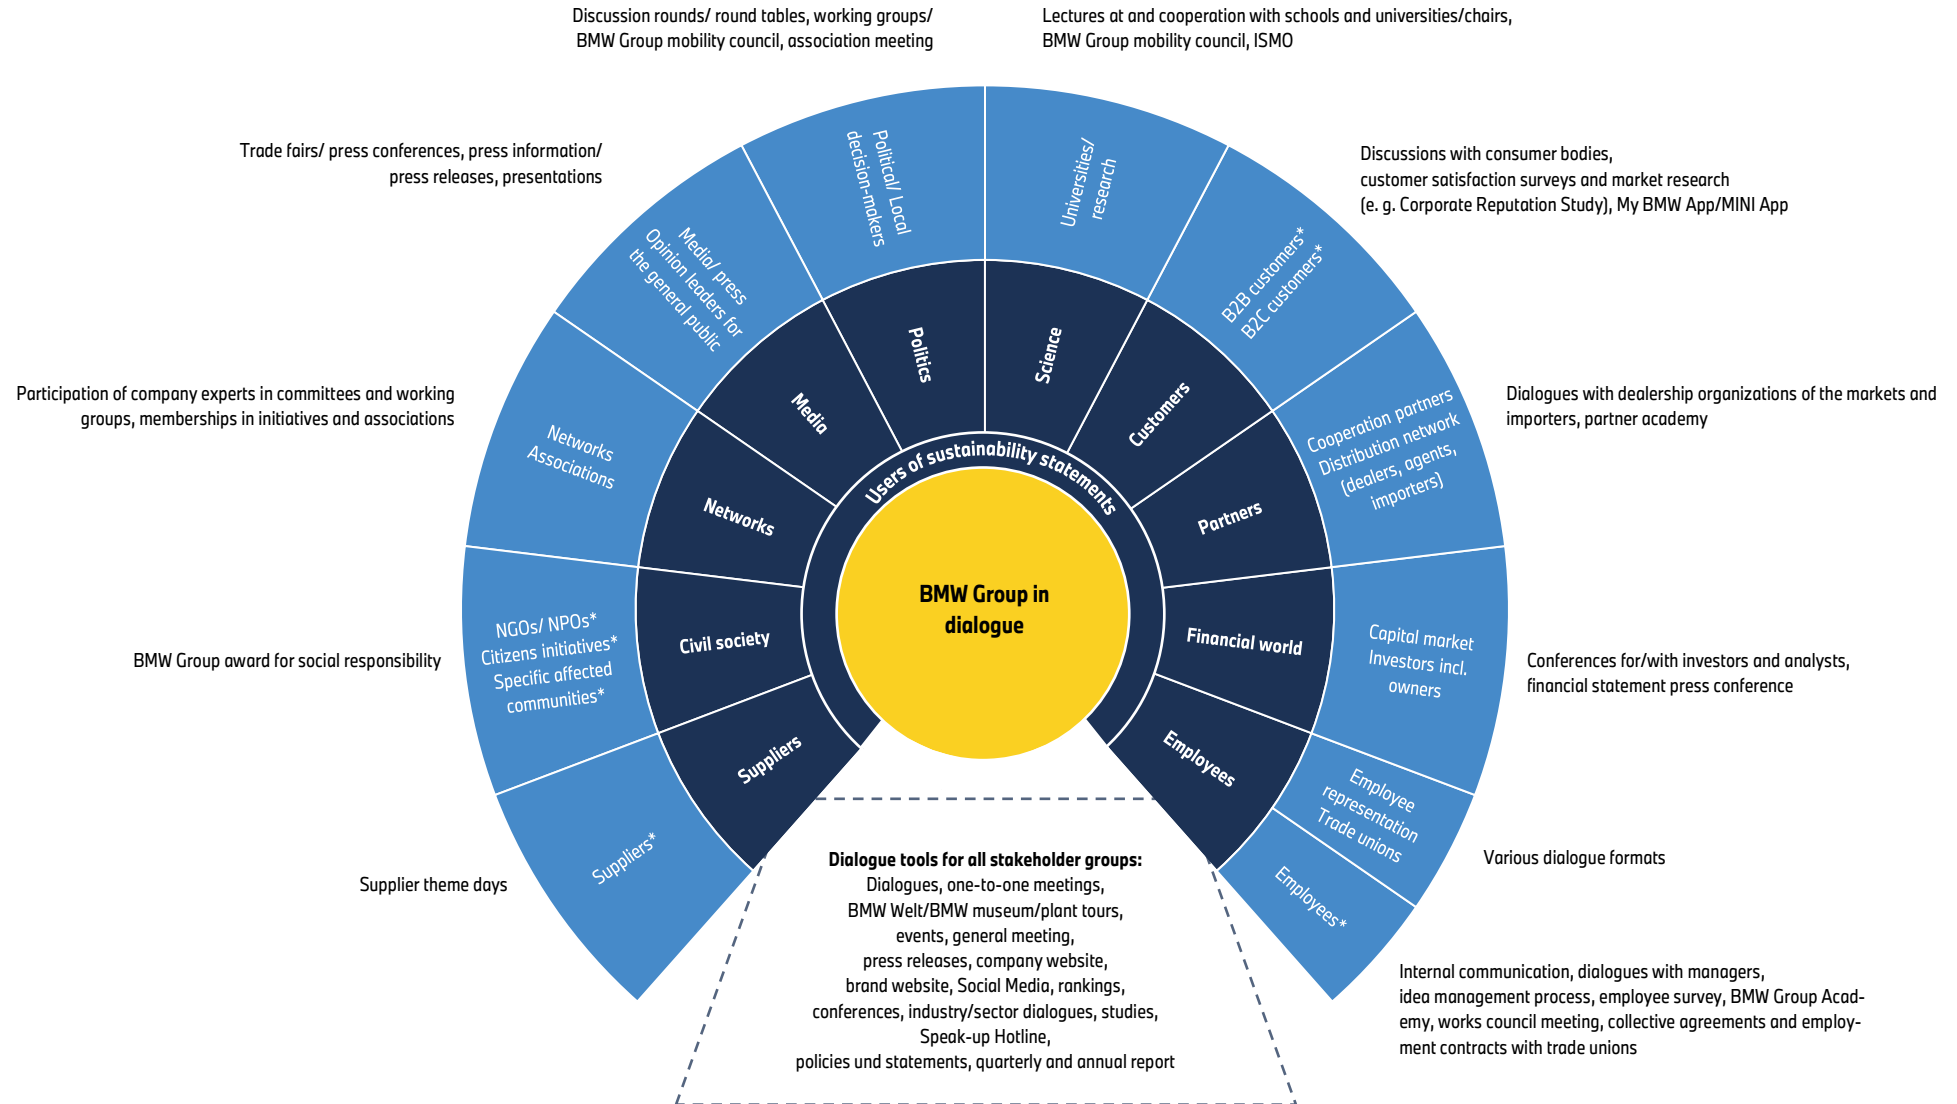 Discussion rounds/ round tables, working groups/
BMW Group mobility council, association meeting
Lectures at and cooperation with schools and universities/chairs,
BMW Group mobility council, ISMO
Trade fairs/ press conferences, press information/
press releases, presentations
Discussions with consumer bodies,
customer satisfaction surveys and market research
(e. g. Corporate Reputation Study), My BMW App/MINI App
Participation of company experts in committees and working
groups, memberships in initiatives and associations
Dialogues with dealership organizations of the markets and
importers, partner academy
BMW Group award for social responsibility
Conferences for/with investors and analysts,
financial statement press conference
Supplier theme days
Various dialogue formats
Internal communication, dialogues with managers,
idea management process, employee survey, BMW Group Acad-
emy, works council meeting, collective agreements and employ-
ment contracts with trade unions
Suppliers*
NGOs/ NPOs*
Citizens initiatives*
Specific affected
communities*
Networks
Associations
Media/ press
Opinion leaders for
the general public
Political/ Local
decision-makers
Universities/
research
B2B customers*
B2C customers*
Cooperation partners
Distribution network
(dealers, agents,
importers)
Capital market
Investors incl.
owners
Employee
representation
Trade unions
Employees*
Suppliers
Civil society
Networks
Media
Politics
Science
Customers
Partners
Financial world
Employees
Users of sustainability statements
BMW Group in
dialogue
Dialogue tools for all stakeholder groups:
Dialogues, one-to-one meetings,
BMW Welt/BMW museum/plant tours,
events, general meeting,
press releases, company website,
brand website, Social Media, rankings,
conferences, industry/sector dialogues, studies,
Speak-up Hotline,
policies und statements, quarterly and annual report